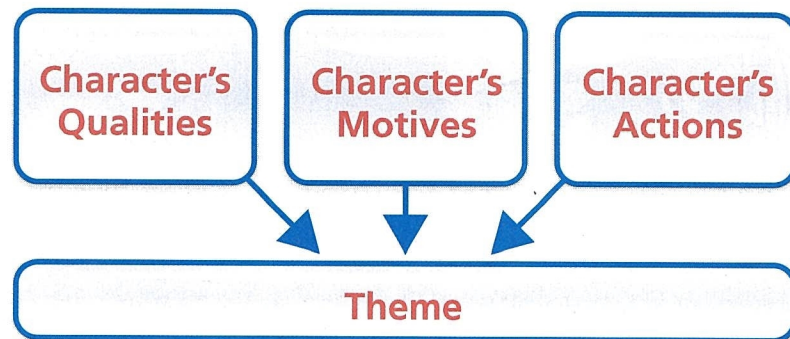 Character's
Qualities
Character's
Motives
Character's
Actions
Theme